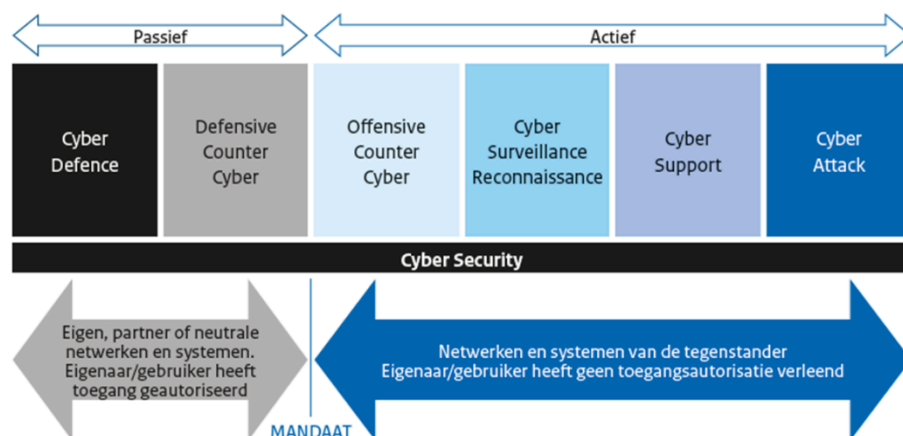 Passief
Actief
Cyber
Defence
Defensive
Counter
Cyber
Offensive
Counter
Cyber
Cyber
Surveillance
Reconnaissance
Cyber
Support
Cyber
Attack
Cyber Security
Eigen, partner of neutrale
netwerken en systemen.
Eigenaar/gebruiker heeft
toegang geautoriseerd
Netwerken en systemen van de tegenstander
Eigenaar/gebruiker heeft geen toegangsautorisatie verleend
MANDAAT